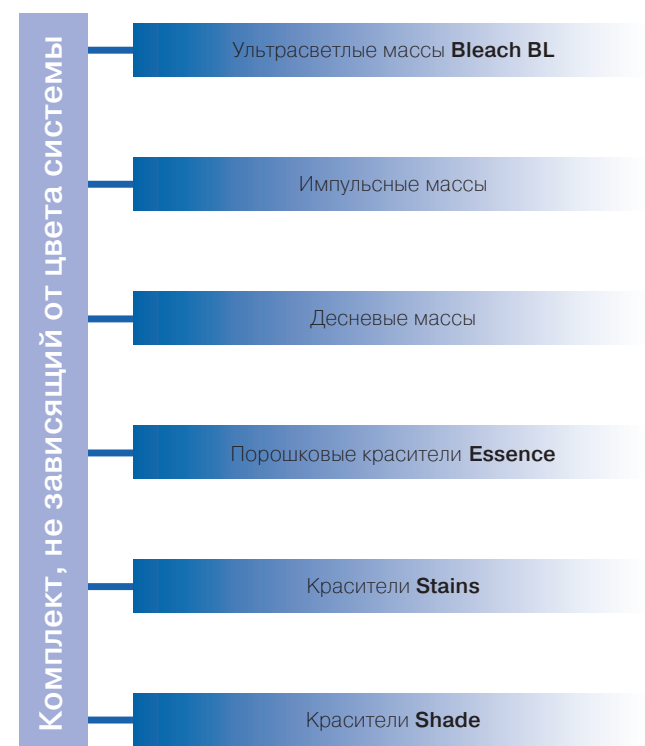 Комплект, не зависящий от цвета системы
Ультрасветлые массы Bleach BL
Импульсные массы
Десневые массы
Порошковые красители Essence
Красители Stains
Красители Shade